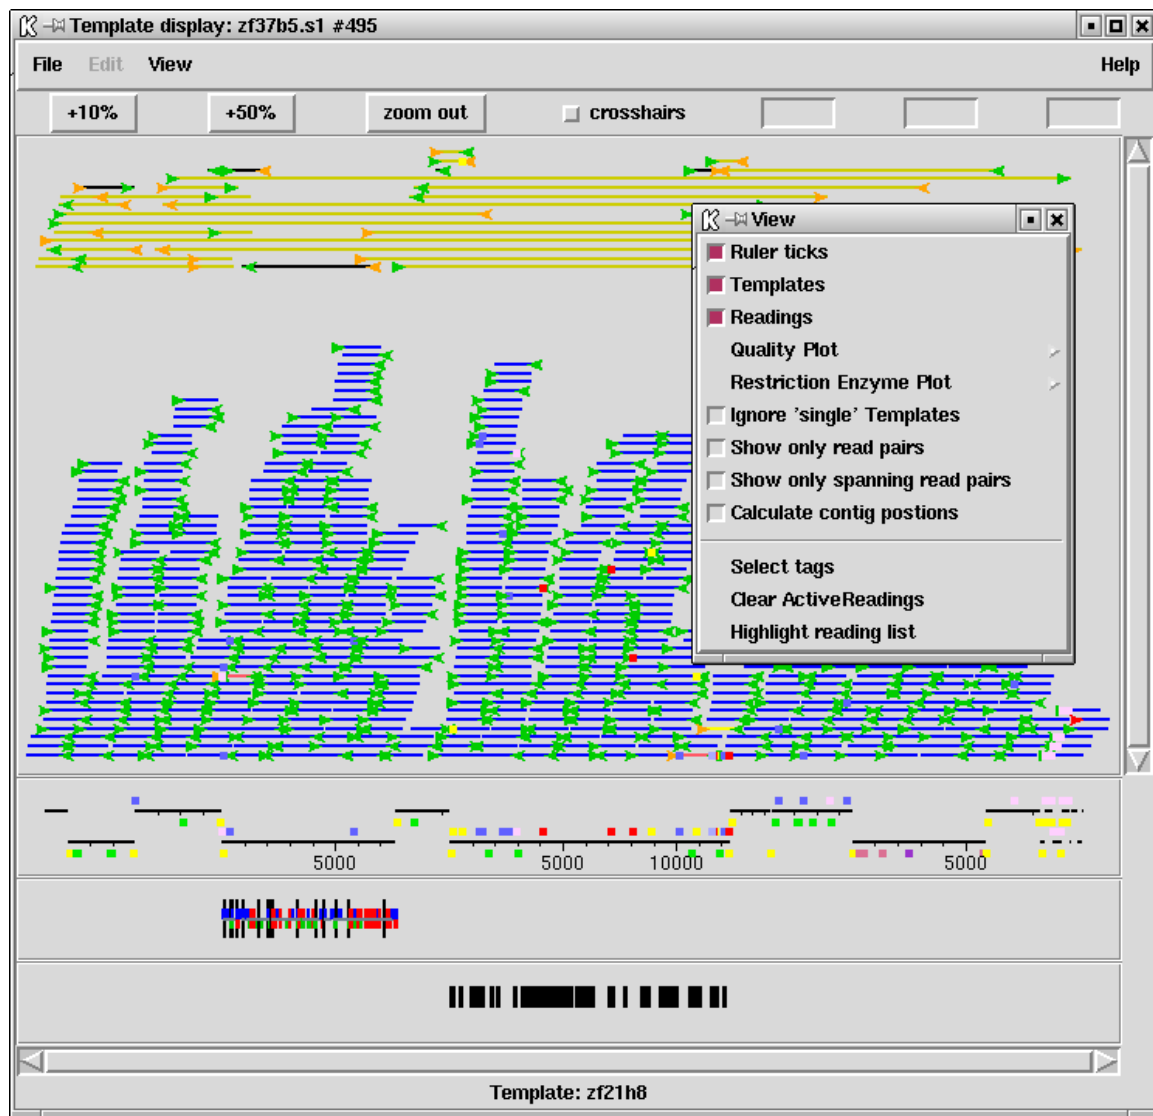 Template display: zf37b5.s1 #495
File Edit View Help
+10% +50% zoom out crosshairs
View
Ruler ticks
Templates
Readings
Quality Plot
Restriction Enzyme Plot
Ignore 'single' Templates
Show only read pairs
Show only spanning read pairs
Calculate contig postions
Select tags
Clear ActiveReadings
Highlight reading list
5000 5000 10000 5000
Template: zf21h8